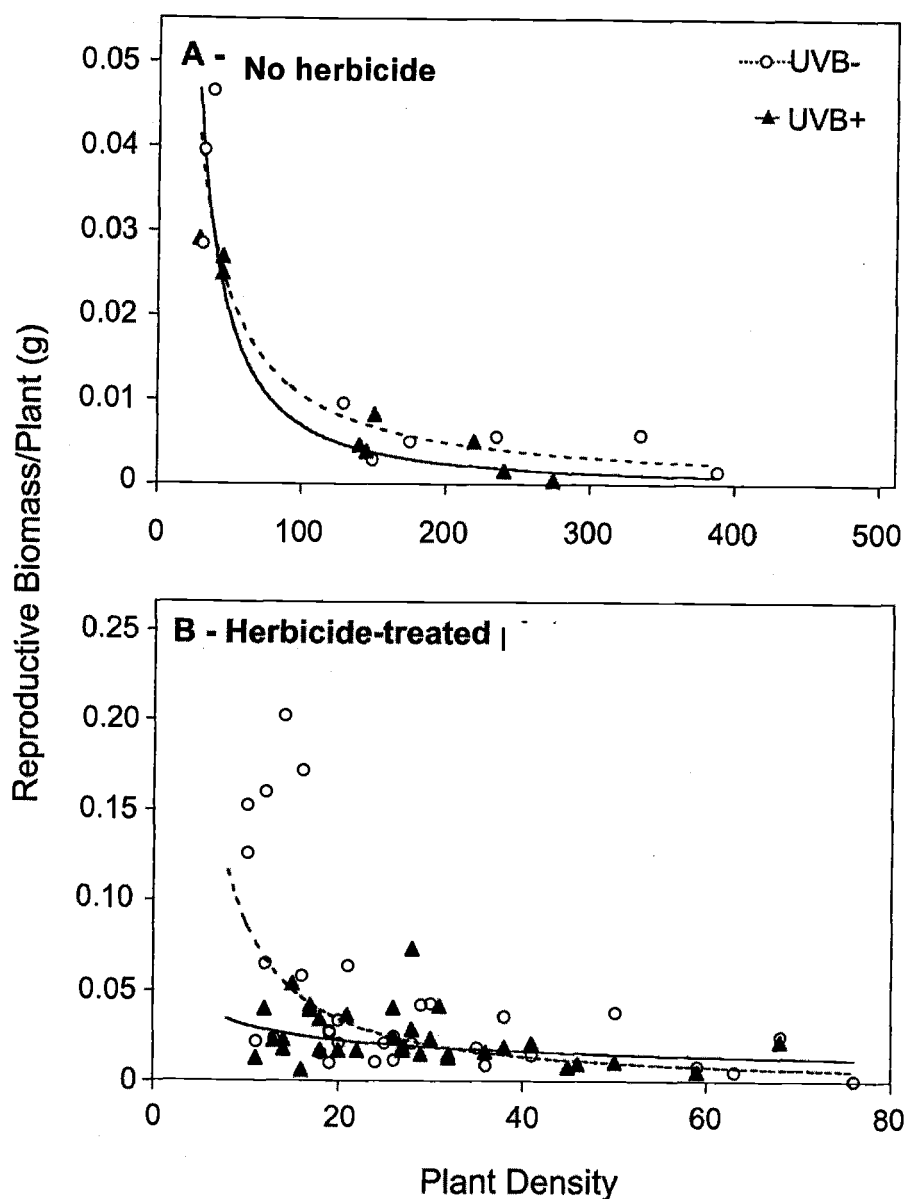 A - No herbicide
UVB-
UVB+
0.05
0.04
0.03
0.02
0.01
0
0 100 200 300 400 500
B - Herbicide-treated
0.25
0.20
0.15
0.10
0.05
0
0 20 40 60 80
Reproductive Biomass/Plant (g)
Plant Density